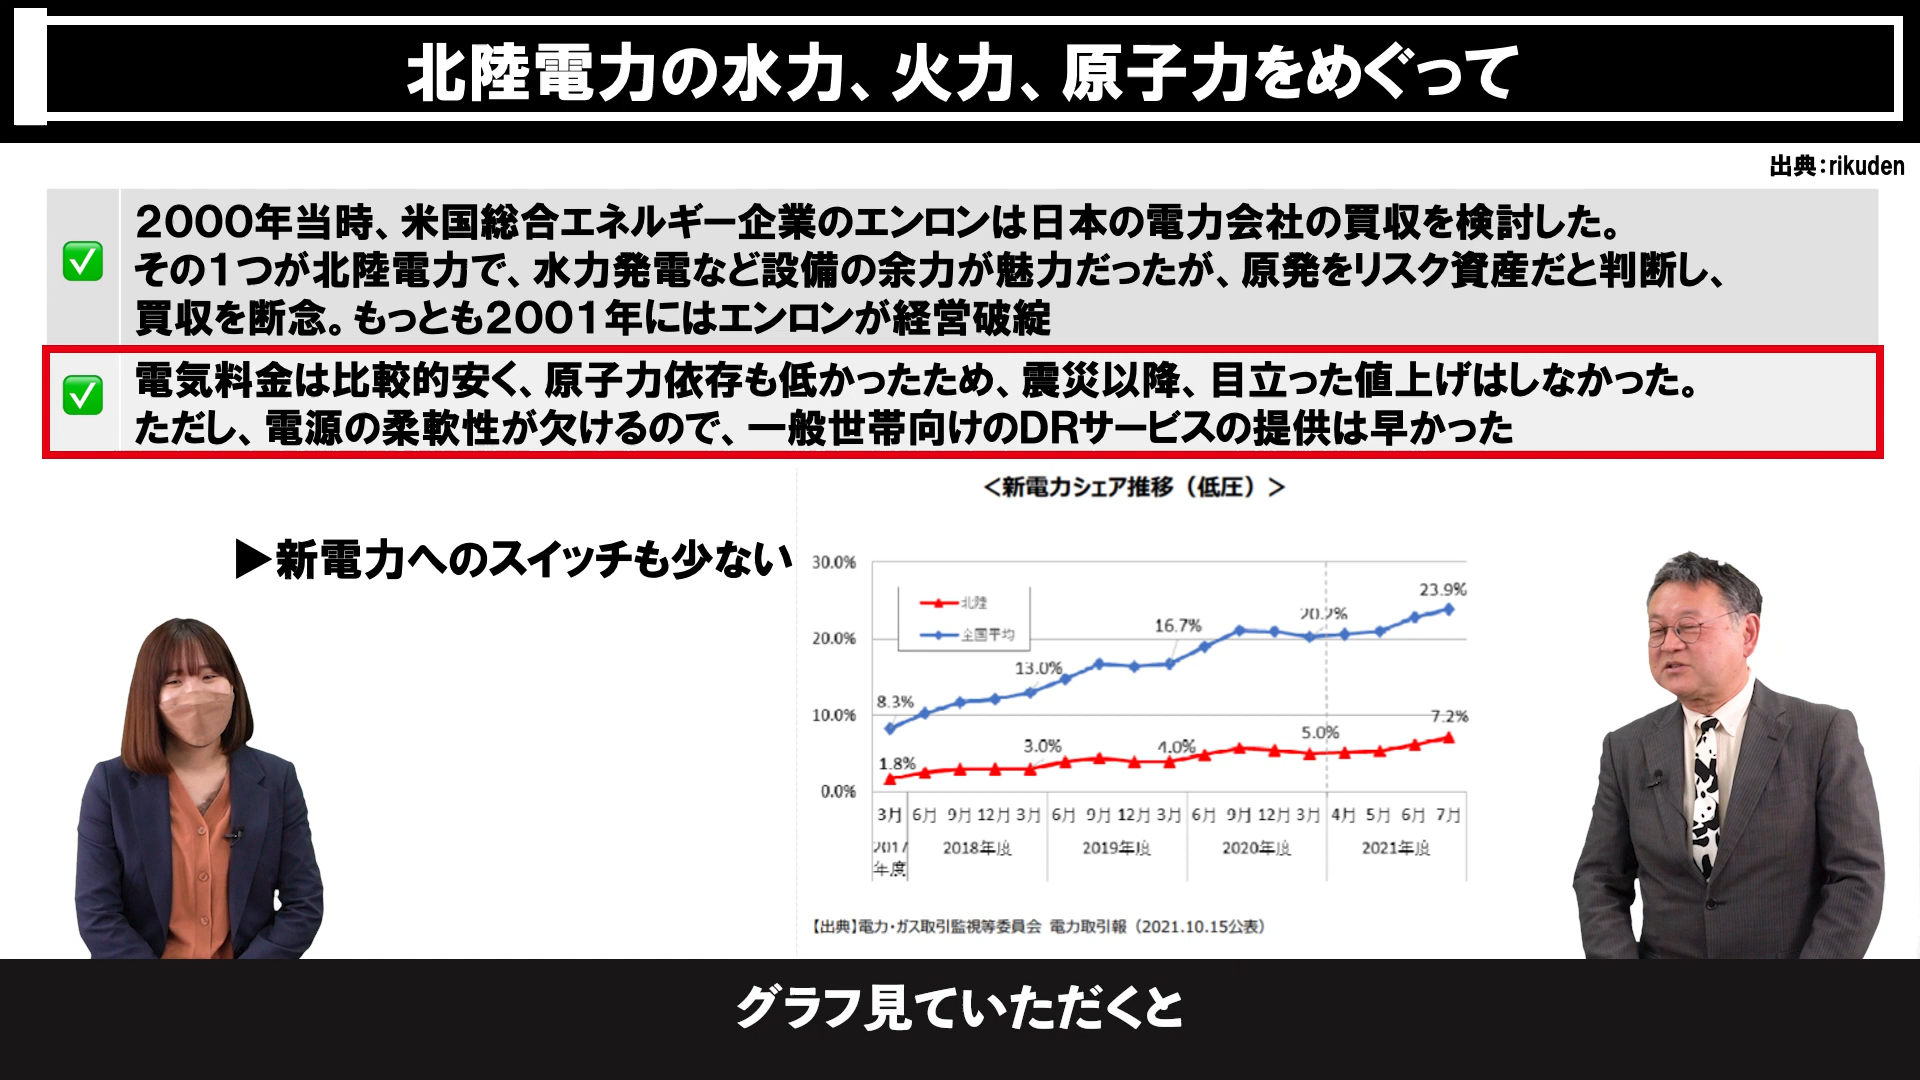 北陸電力の水力、火力、原子力をめぐって
出典：rikuden
2000年当時、米国総合エネルギー企業のエンロンは日本の電力会社の買収を検討した。
その1つが北陸電力で、水力発電など設備の余力が魅力だったが、原発をリスク資産だと判断し、
買収を断念。もっとも2001年にはエンロンが経営破綻
電気料金は比較的安く、原子力依存も低かったため、震災以降、目立った値上げはしなかった。
ただし、電源の柔軟性が欠けるので、一般世帯向けのDRサービスの提供は早かった
＜新電力シェア推移（低圧）＞
▶新電力へのスイッチも少ない
30.0%
20.0%
10.0%
0.0%
北陸
全国平均
8.3%
13.0%
16.7%
20.2%
23.9%
1.8%
3.0%
4.0%
5.0%
7.2%
3月 6月 9月 12月 3月 6月 9月 12月 3月 6月 9月 12月 3月 4月 5月 6月 7月
2017年度 2018年度 2019年度 2020年度 2021年度
【出典】電力・ガス取引監視等委員会 電力取引報（2021.10.15公表）
グラフ見ていただくと